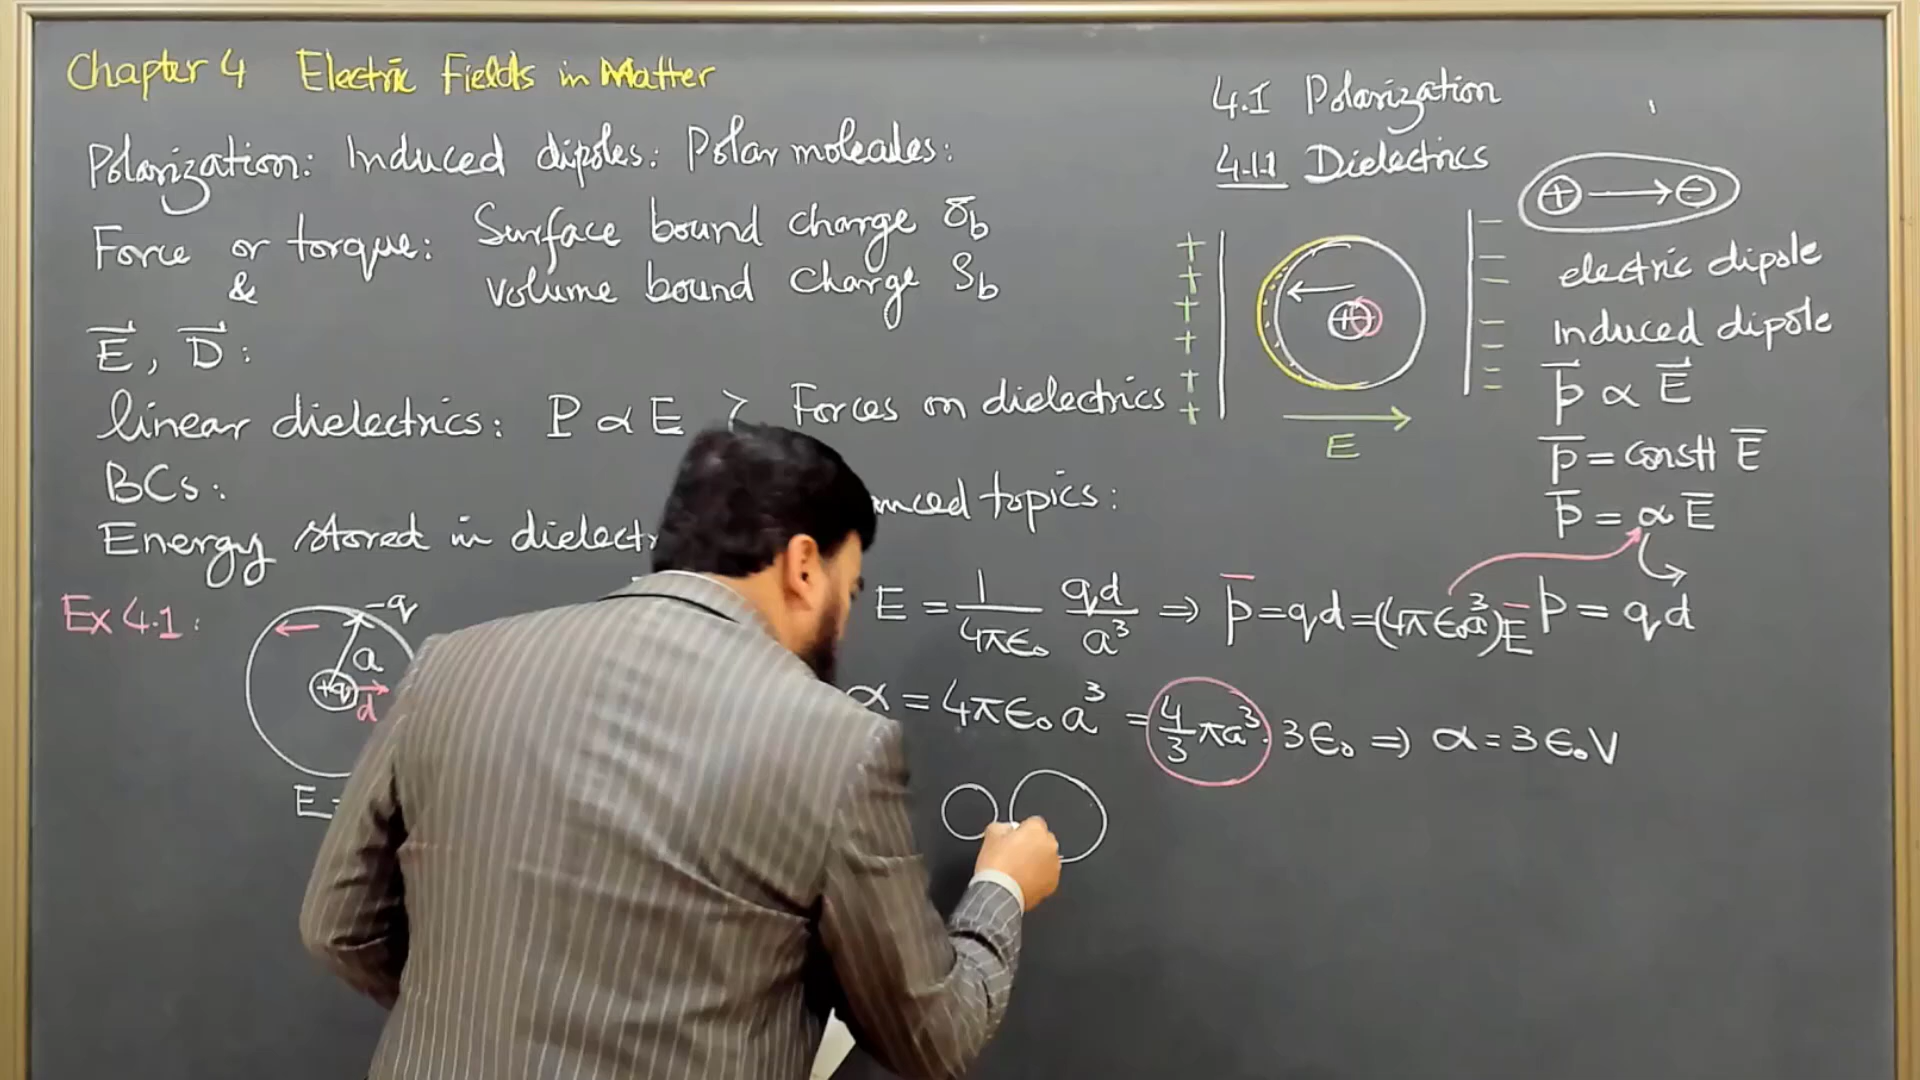 Chapter 4 Electric Fields in Matter
Polarization: Induced dipoles: Polar molecules:
Force or torque: Surface bound charge σb
& volume bound charge ρb
E, D:
linear dielectrics: P ∝ E Forces on dielectrics
BCs: topics:
Energy stored in
4.1 Polarization
4.1.1 Dielectrics
+ → -
electric dipole
induced dipole
p ∝ E
p = constt E
p = α E
p = qd
+ + + + + +
- - - - - -
+
E
Ex 4.1:
-q
a
+q
d
E =
E = 1/4πϵ₀ qd/a³ ⇒ p = qd = (4πϵ₀a³)E
α = 4πϵ₀a³ = 4/3 πa³ · 3ϵ₀ ⇒ α = 3ϵ₀V